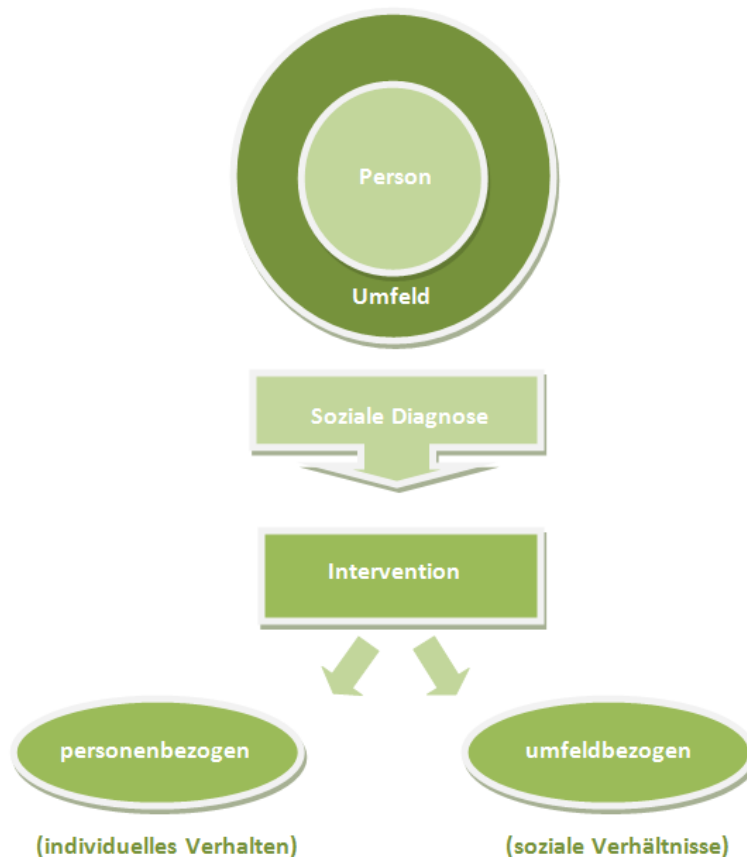 Person
Umfeld
Soziale Diagnose
Intervention
personenbezogen
umfeldbezogen
(individuelles Verhalten)
(soziale Verhältnisse)